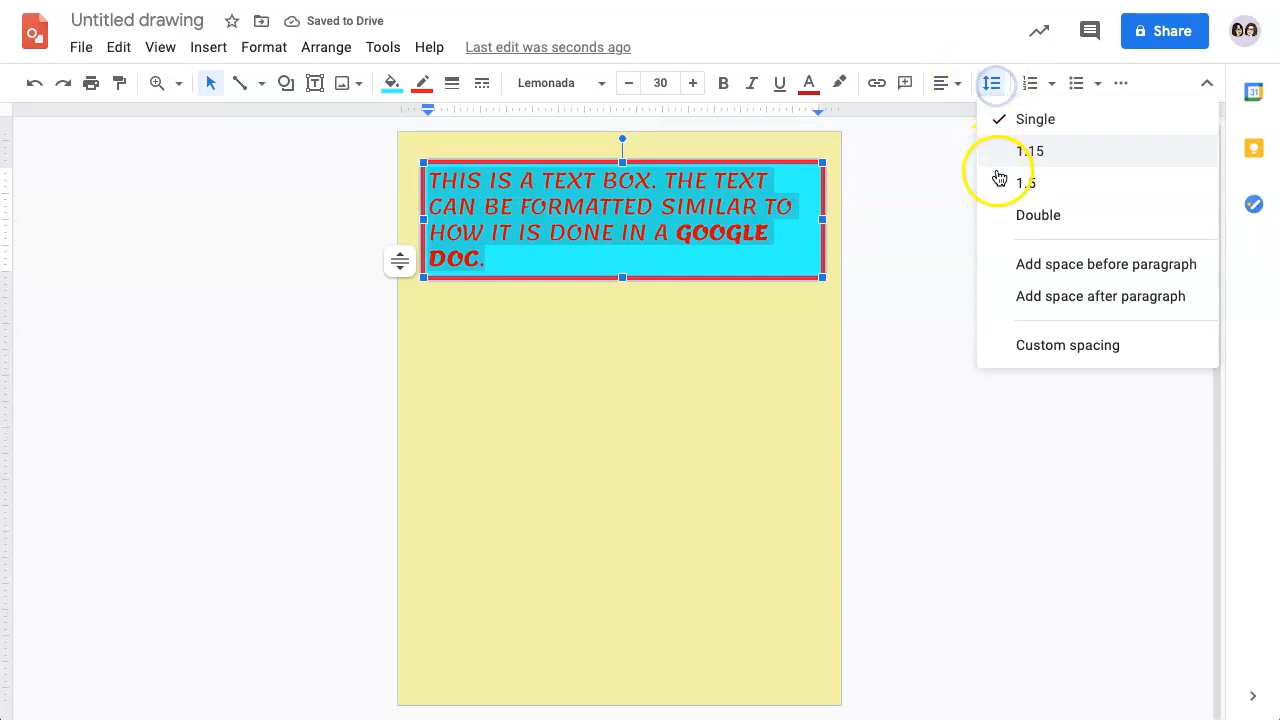 Untitled drawing
Saved to Drive
Share
File Edit View Insert Format Arrange Tools Help Last edit was seconds ago
Lemonada
30
B I U A
Single
1.15
1.5
Double
Add space before paragraph
Add space after paragraph
Custom spacing
THIS IS A TEXT BOX. THE TEXT
CAN BE FORMATTED SIMILAR TO
HOW IT IS DONE IN A GOOGLE
DOC.
31